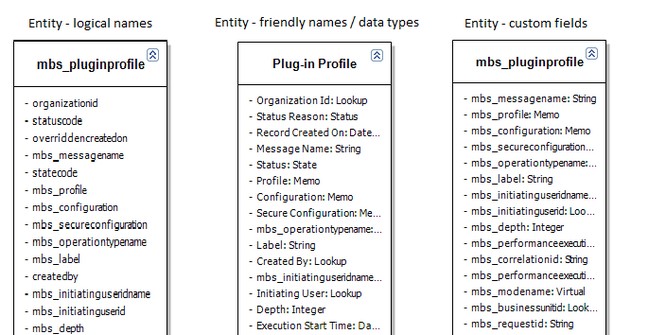 Entity - logical names
mbs_pluginprofile
- organizationid
- statuscode
- overriddencreatedon
- mbs_messagename
- statecode
- mbs_profile
- mbs_configuration
- mbs_secureconfiguration
- mbs_operationtypename
- mbs_label
- createdby
- mbs_initiatinguseridname
- mbs_initiatinguserid
- mbs_depth
Entity - friendly names / data types
Plug-in Profile
- Organization Id: Lookup
- Status Reason: Status
- Record Created On: Date...
- Message Name: String
- Status: State
- Profile: Memo
- Configuration: Memo
- Secure Configuration: Me...
- mbs_operationtypename:...
- Label: String
- Created By: Lookup
- mbs_initiatinguseridname...
- Initiating User: Lookup
- Depth: Integer
- Execution Start Time: Da...
Entity - custom fields
mbs_pluginprofile
- mbs_messagename: String
- mbs_profile: Memo
- mbs_configuration: Memo
- mbs_secureconfiguration...
- mbs_operationtypename:...
- mbs_label: String
- mbs_initiatinguseridname...
- mbs_initiatinguserid: Loo...
- mbs_depth: Integer
- mbs_performanceexecuti...
- mbs_correlationid: String
- mbs_performanceexecuti...
- mbs_modename: Virtual
- mbs_businessunitid: Look...
- mbs_requestid: String